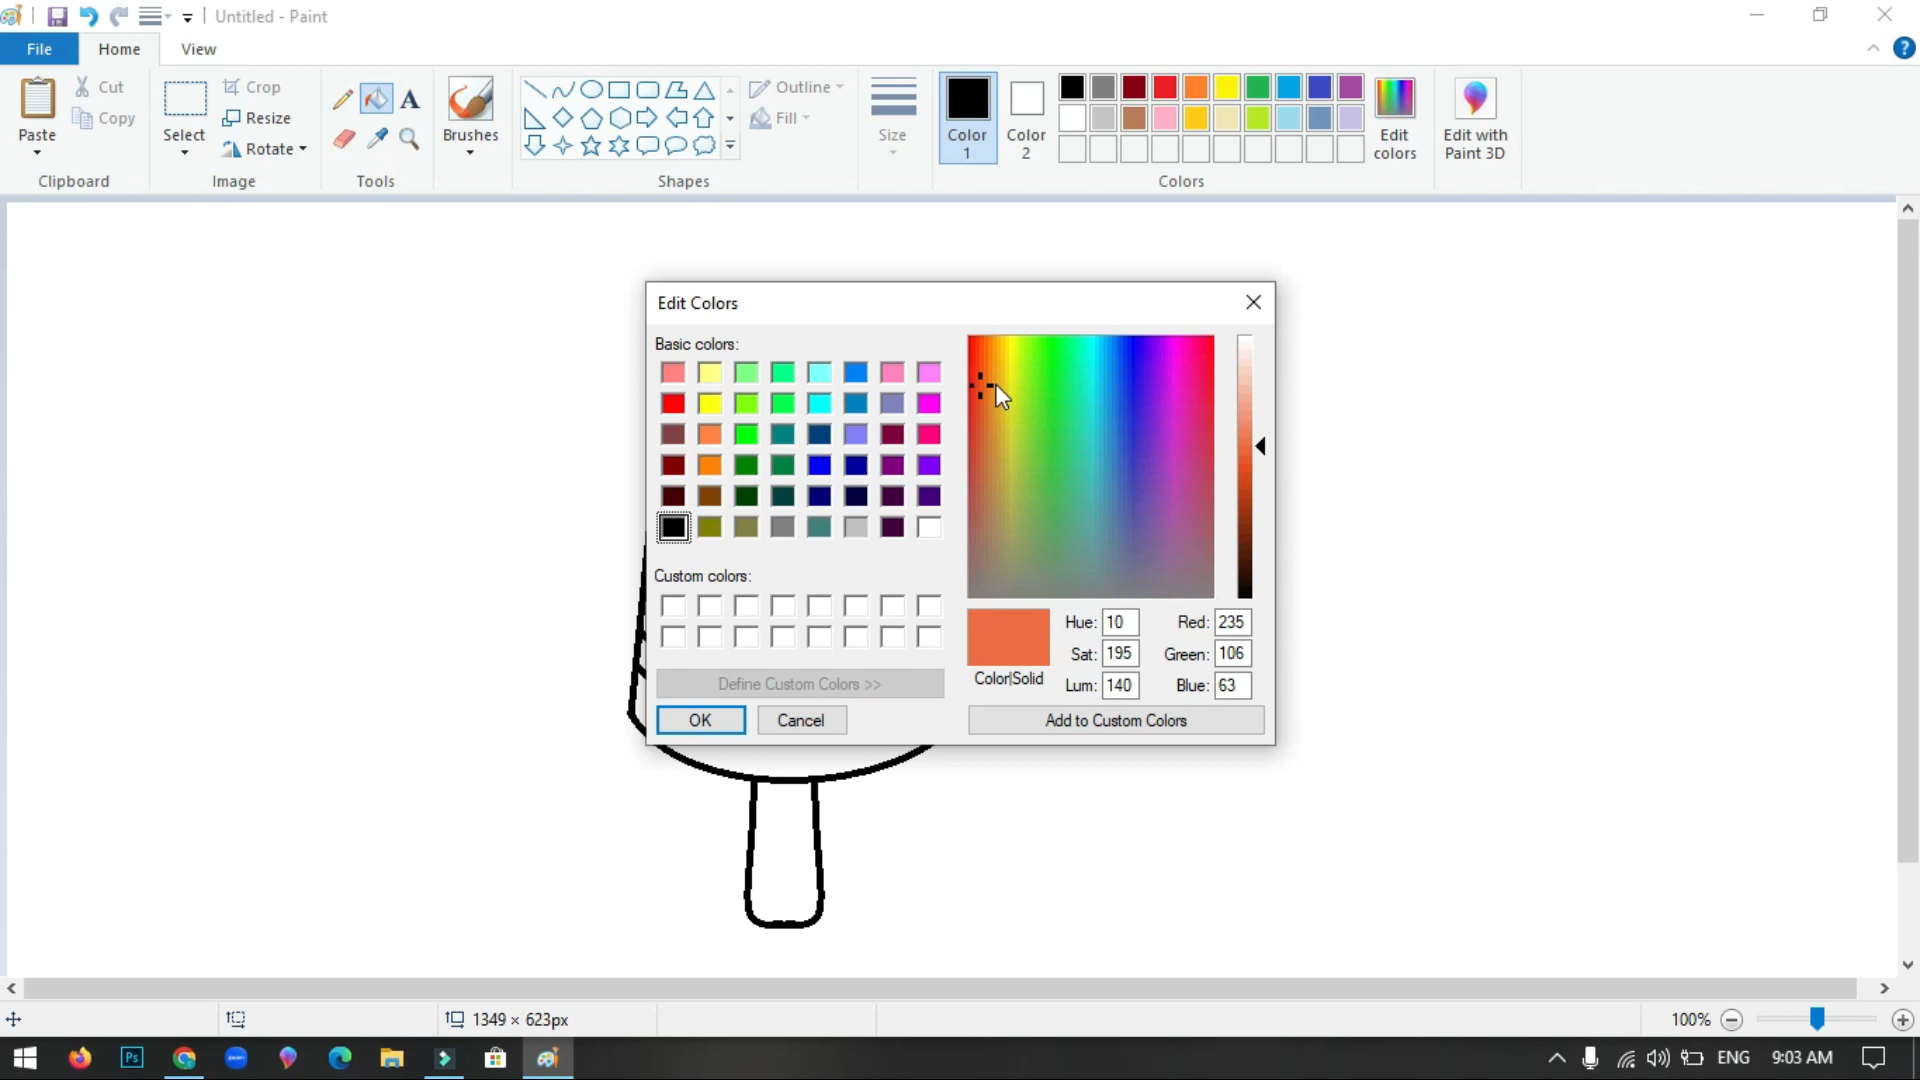 Untitled - Paint
File Home View
Paste
Cut
Copy
Clipboard
Select
Crop
Resize
Rotate
Image
A
Tools
Brushes
Shapes
Outline
Fill
Size
Color 1
Color 2
Edit colors
Colors
Edit with Paint 3D
?
Edit Colors
Basic colors:
Custom colors:
Define Custom Colors >>
OK Cancel
Color|Solid
Hue: 10 Red: 235
Sat: 195 Green: 106
Lum: 140 Blue: 63
Add to Custom Colors
1349 × 623px
100%
Ps
ENG
9:03 AM